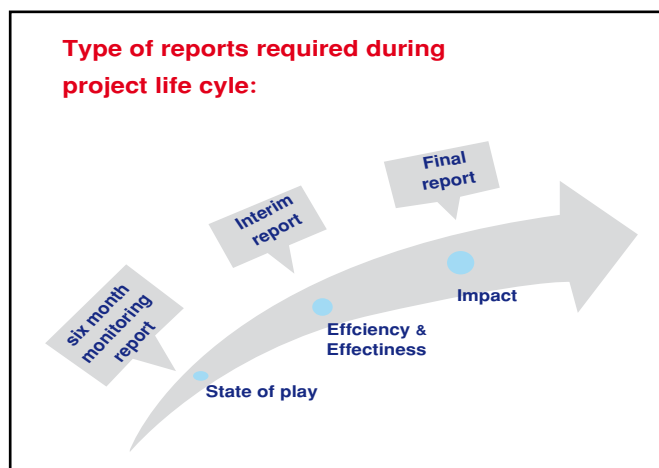 Type of reports required during
project life cyle:
Final
report
Interim
report
six month
monitoring
report
Impact
Effciency &
Effectiness
State of play